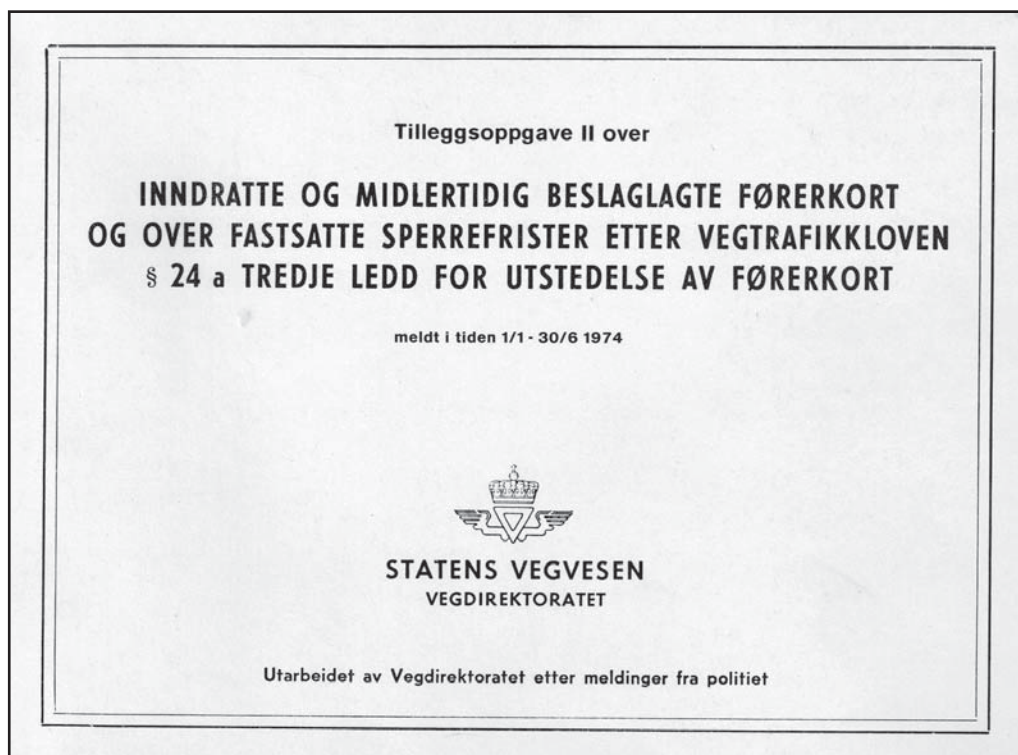 Tilleggsoppgave II over
INNDRATTE OG MIDLERTIDIG BESLAGLAGTE FØRERKORT
OG OVER FASTSATTE SPERREFRISTER ETTER VEGTRAFIKKLOVEN
§ 24 a TREDJE LEDD FOR UTSTEDELSE AV FØRERKORT
meldt i tiden 1/1 - 30/6 1974
STATENS VEGVESEN
VEGDIREKTORATET
Utarbeidet av Vegdirektoratet etter meldinger fra politiet